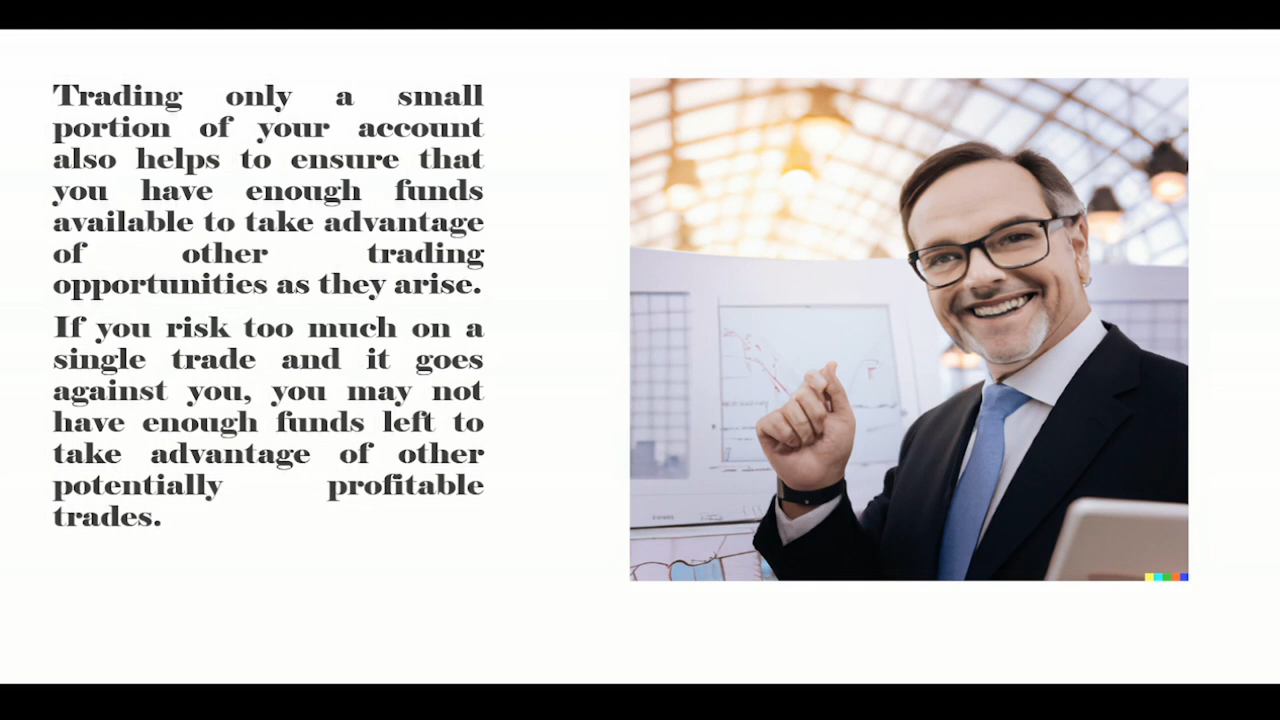 Trading only a small
portion of your account
also helps to ensure that
you have enough funds
available to take advantage
of other trading
opportunities as they arise.
If you risk too much on a
single trade and it goes
against you, you may not
have enough funds left to
take advantage of other
potentially profitable
trades.